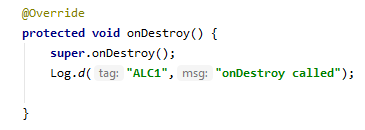 @Override
protected void onDestroy() {
super.onDestroy();
Log.d( tag: "ALC1", msg: "onDestroy called");
}